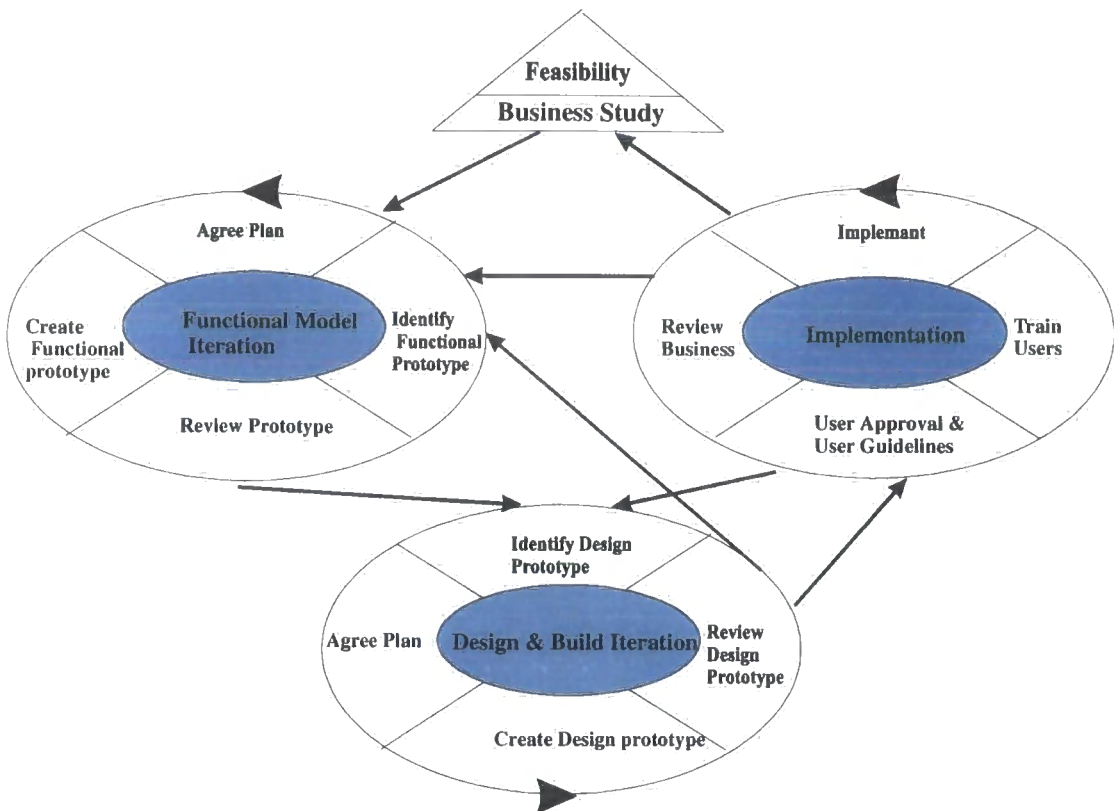 Feasibility
Business Study
Agree Plan
Create
Functional
prototype
Functional Model
Iteration
Identify
Functional
Prototype
Review Prototype
Implemant
Review
Business
Implementation
Train
Users
User Approval &
User Guidelines
Identify Design
Prototype
Agree Plan
Design & Build Iteration
Review
Design
Prototype
Create Design prototype